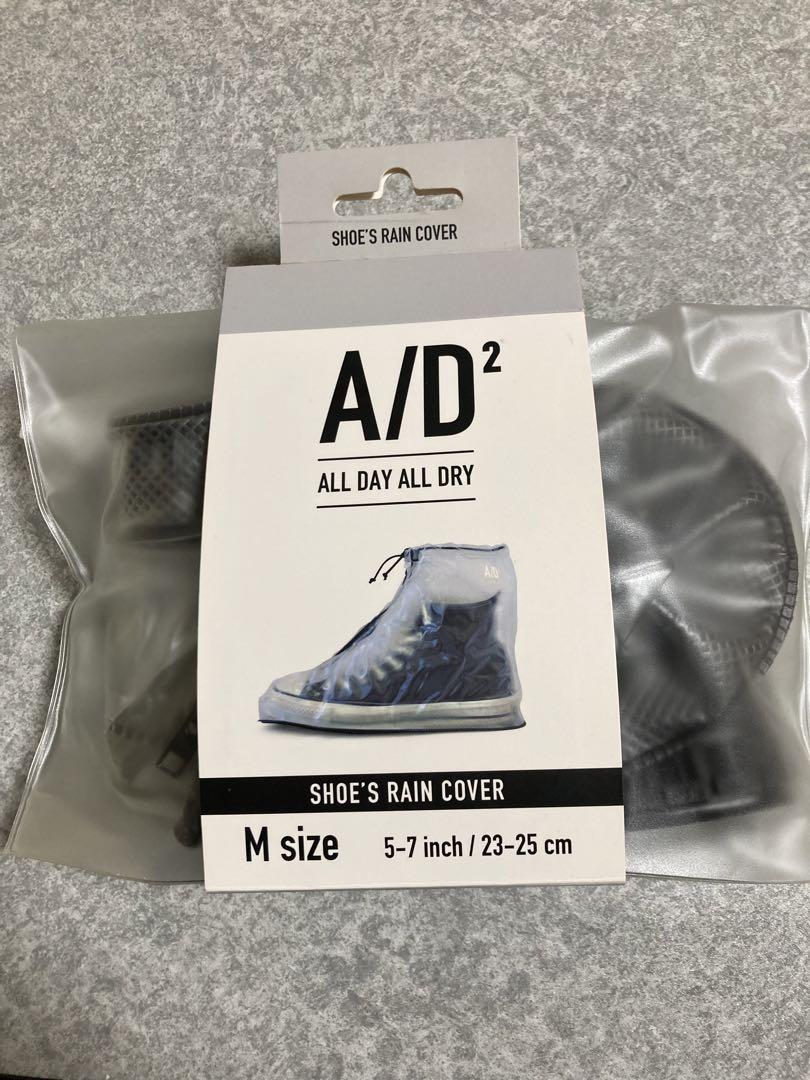 SHOE'S RAIN COVER
A/D²
ALL DAY ALL DRY
A/D
SHOE'S RAIN COVER
M size 5-7 inch / 23-25 cm